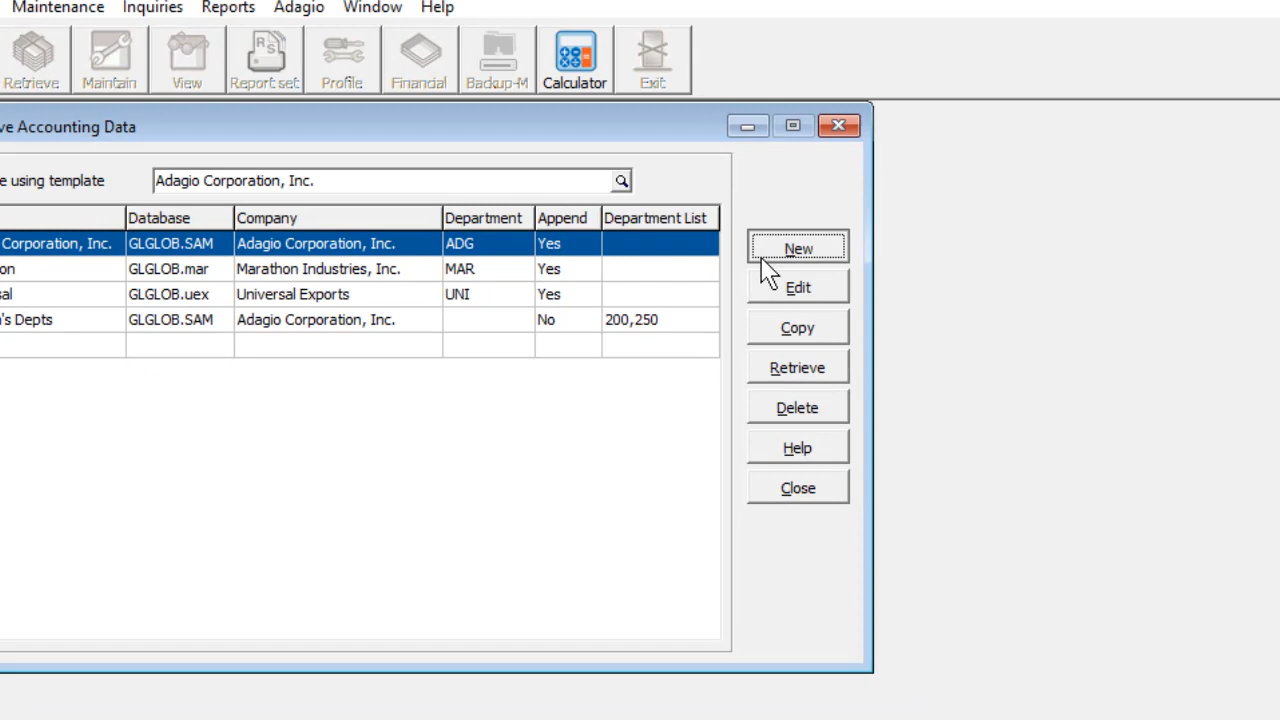 Maintenance Inquiries Reports Adagio Window Help
Retrieve Maintain View Report set Profile Financial Backup-M Calculator Exit
ve Accounting Data
e using template Adagio Corporation, Inc.
Database Company Department Append Department List
Corporation, Inc. GLGLOB.SAM Adagio Corporation, Inc. ADG Yes
on GLGLOB.mar Marathon Industries, Inc. MAR Yes
sal GLGLOB.uex Universal Exports UNI Yes
's Depts GLGLOB.SAM Adagio Corporation, Inc. No 200,250
New
Edit
Copy
Retrieve
Delete
Help
Close